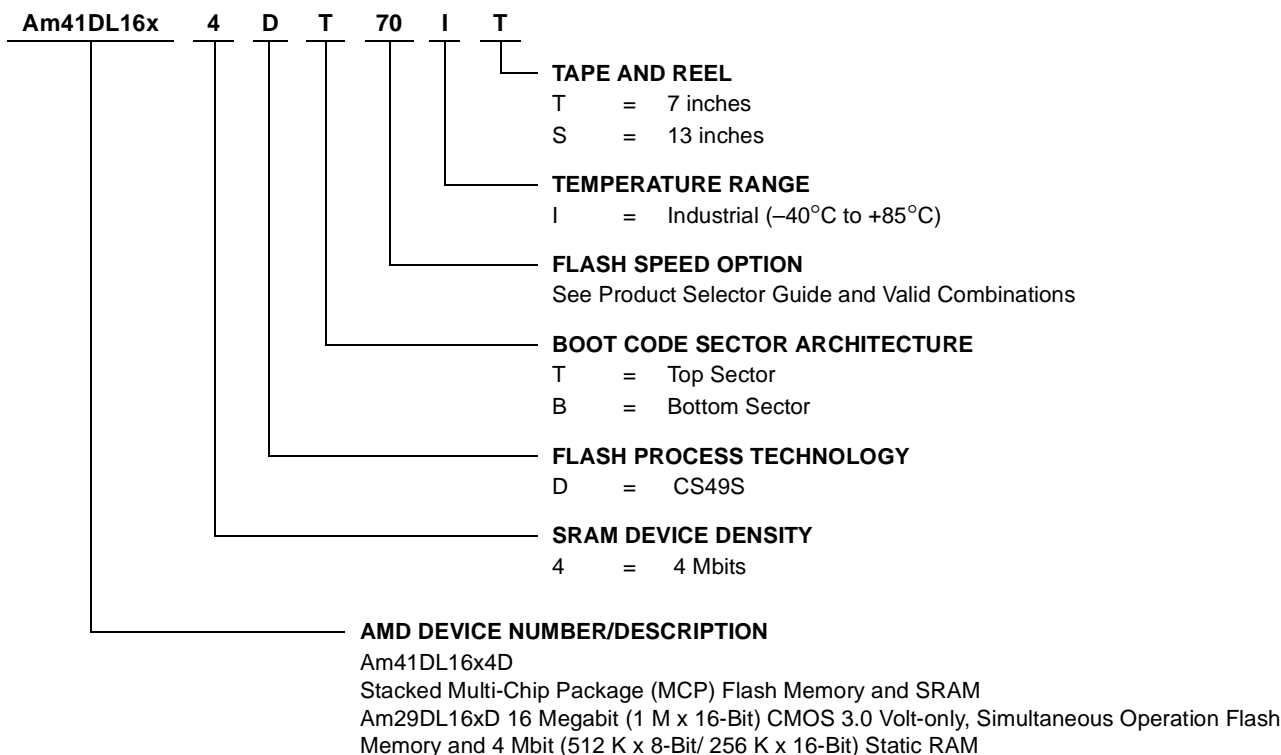 Am41DL16x 4 D T 70 I T
TAPE AND REEL
T = 7 inches
S = 13 inches
TEMPERATURE RANGE
I = Industrial (–40°C to +85°C)
FLASH SPEED OPTION
See Product Selector Guide and Valid Combinations
BOOT CODE SECTOR ARCHITECTURE
T = Top Sector
B = Bottom Sector
FLASH PROCESS TECHNOLOGY
D = CS49S
SRAM DEVICE DENSITY
4 = 4 Mbits
AMD DEVICE NUMBER/DESCRIPTION
Am41DL16x4D
Stacked Multi-Chip Package (MCP) Flash Memory and SRAM
Am29DL16xD 16 Megabit (1 M x 16-Bit) CMOS 3.0 Volt-only, Simultaneous Operation Flash
Memory and 4 Mbit (512 K x 8-Bit/ 256 K x 16-Bit) Static RAM